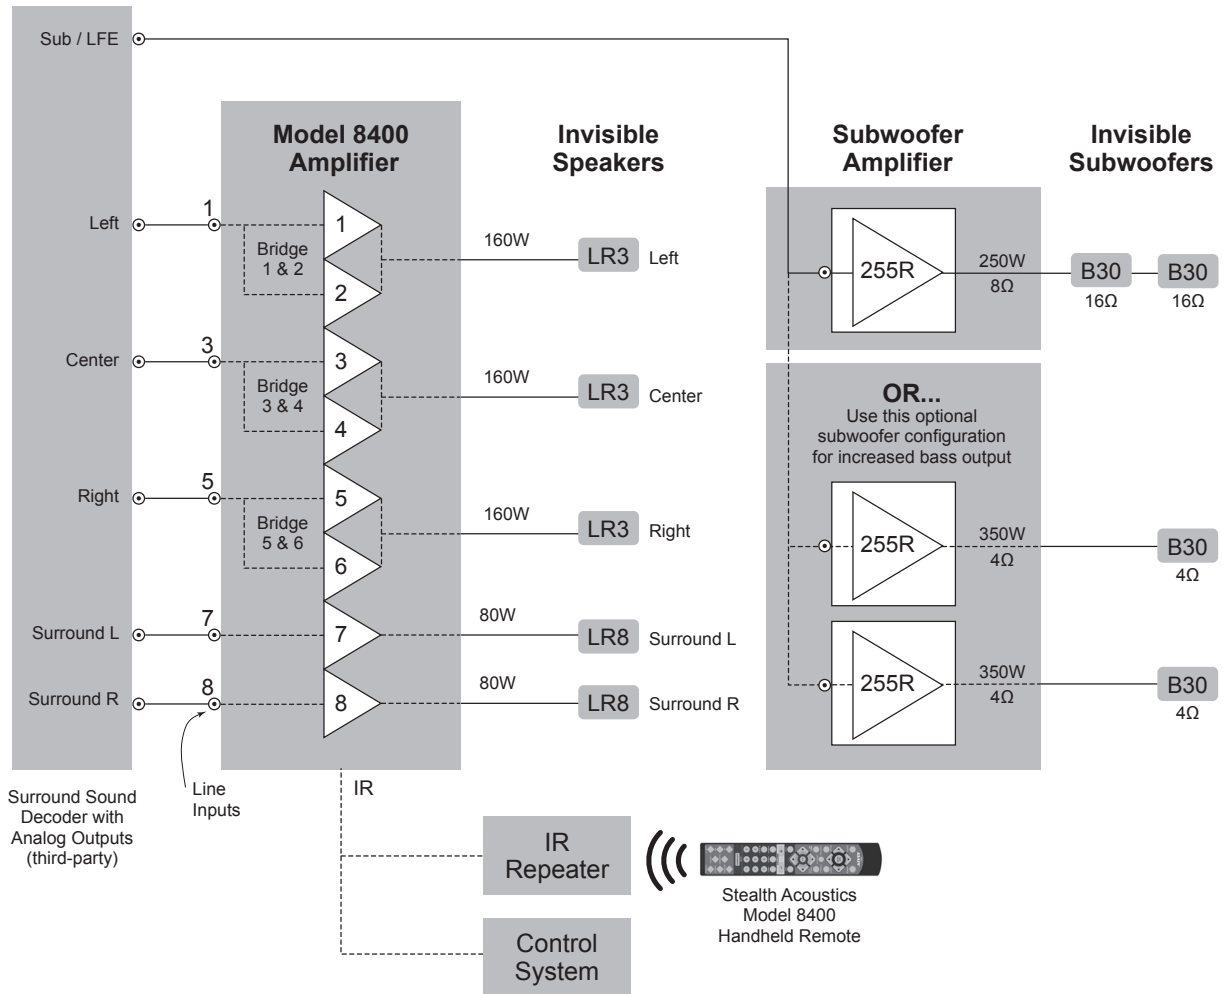 Sub / LFE
Model 8400
Amplifier
Invisible
Speakers
Subwoofer
Amplifier
Invisible
Subwoofers
Left
1
Bridge
1 & 2
1
2
160W
LR3
Left
255R
250W
8Ω
B30
16Ω
B30
16Ω
Center
3
Bridge
3 & 4
3
4
160W
LR3
Center
OR...
Use this optional
subwoofer configuration
for increased bass output
Right
5
Bridge
5 & 6
5
6
160W
LR3
Right
255R
350W
4Ω
B30
4Ω
Surround L
7
7
80W
LR8
Surround L
Surround R
8
8
80W
LR8
Surround R
255R
350W
4Ω
B30
4Ω
Surround Sound
Decoder with
Analog Outputs
(third-party)
Line
Inputs
IR
IR
Repeater
Stealth Acoustics
Model 8400
Handheld Remote
Control
System